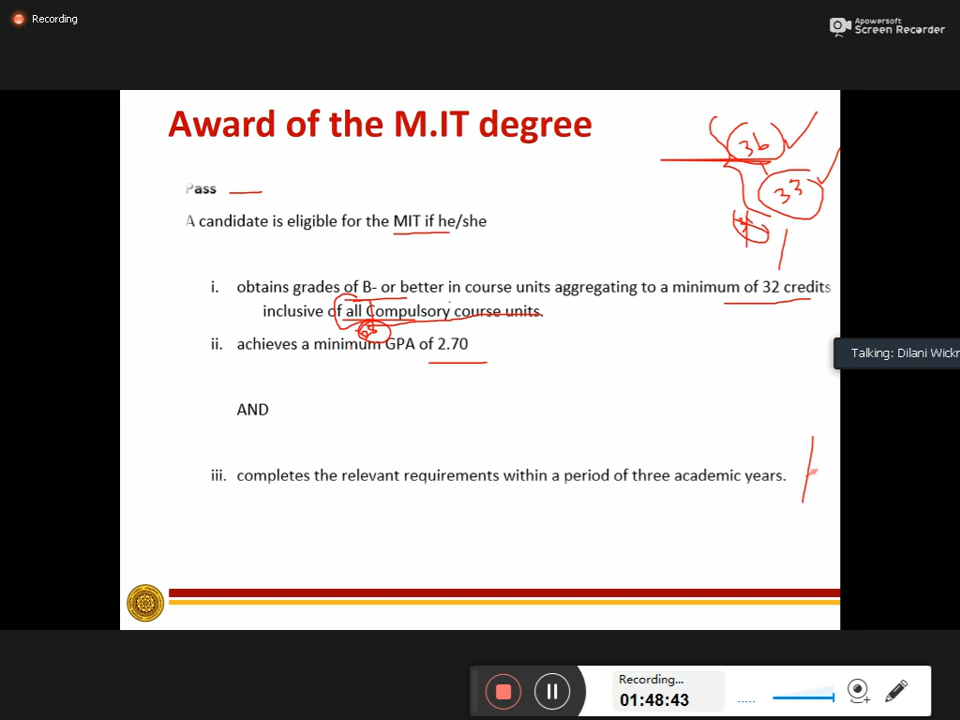 Recording
Apowersoft
Screen Recorder
Award of the M.IT degree
36
33
Pass
A candidate is eligible for the MIT if he/she
i. obtains grades of B- or better in course units aggregating to a minimum of 32 credits
inclusive of all Compulsory course units.
ii. achieves a minimum GPA of 2.70
Talking: Dilani Wickr
AND
iii. completes the relevant requirements within a period of three academic years.
Recording...
01:48:43